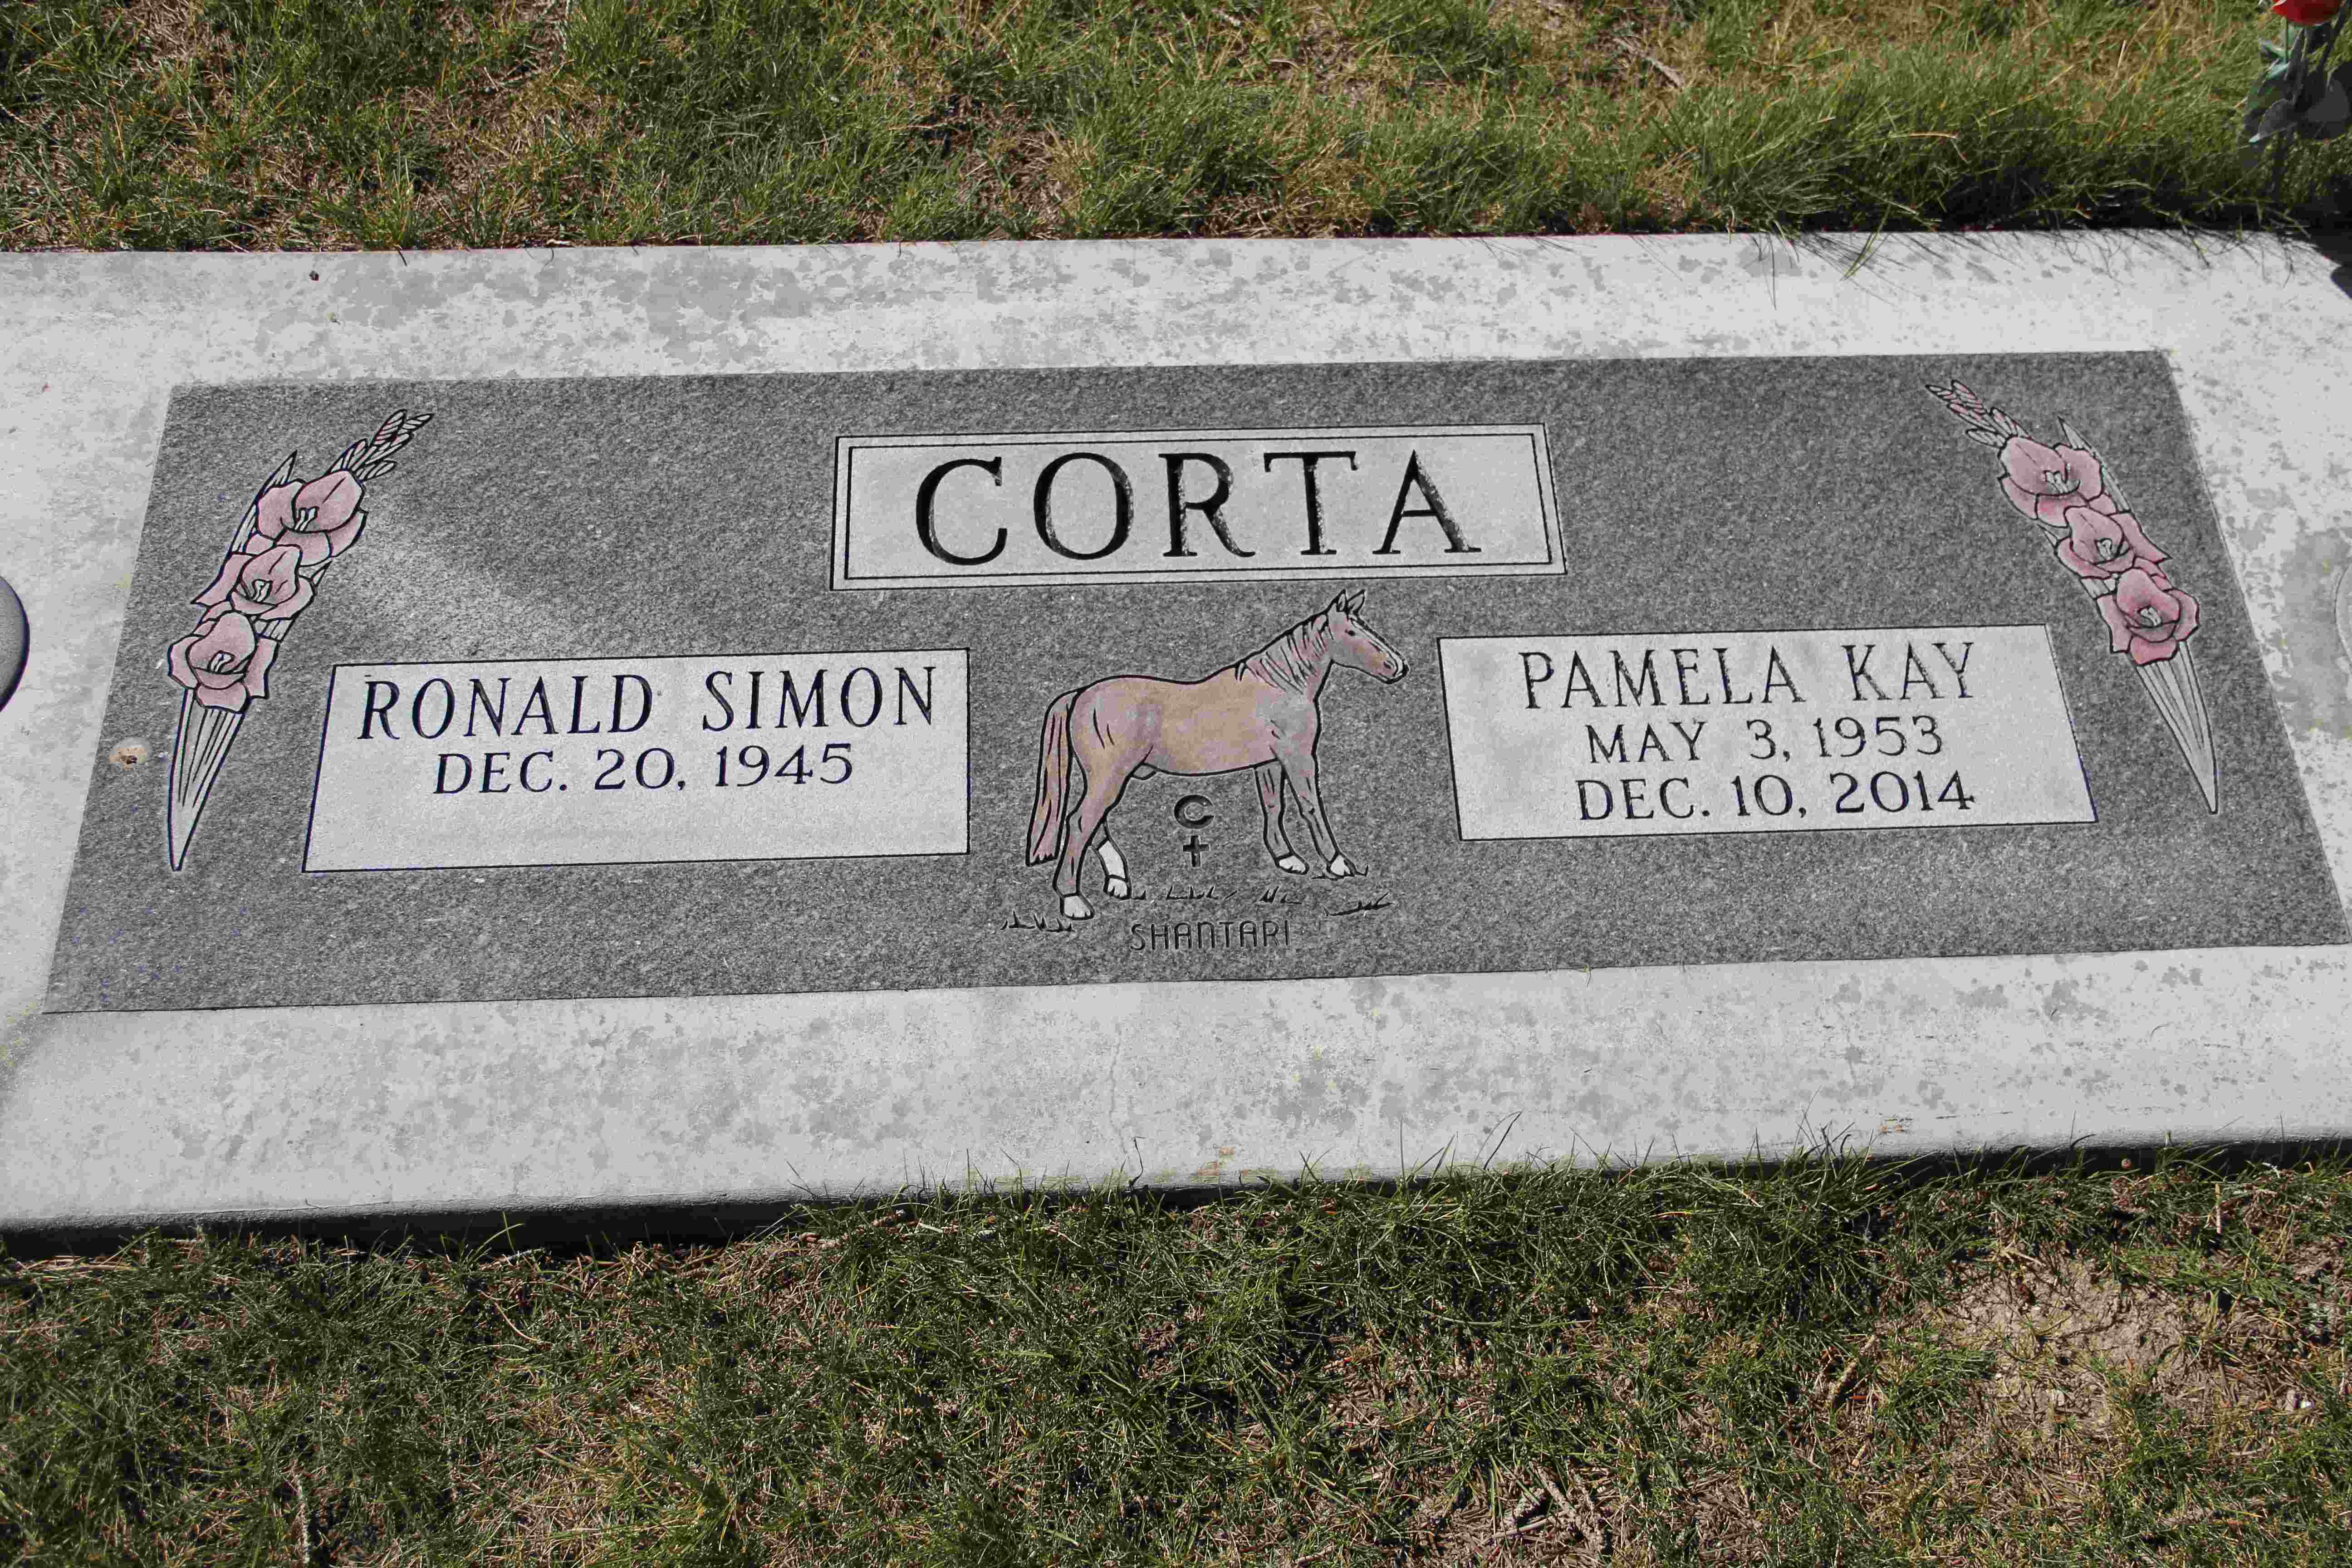 CORTA
RONALD SIMON
DEC. 20, 1945
PAMELA KAY
MAY 3, 1953
DEC. 10, 2014
C
SHANTARI